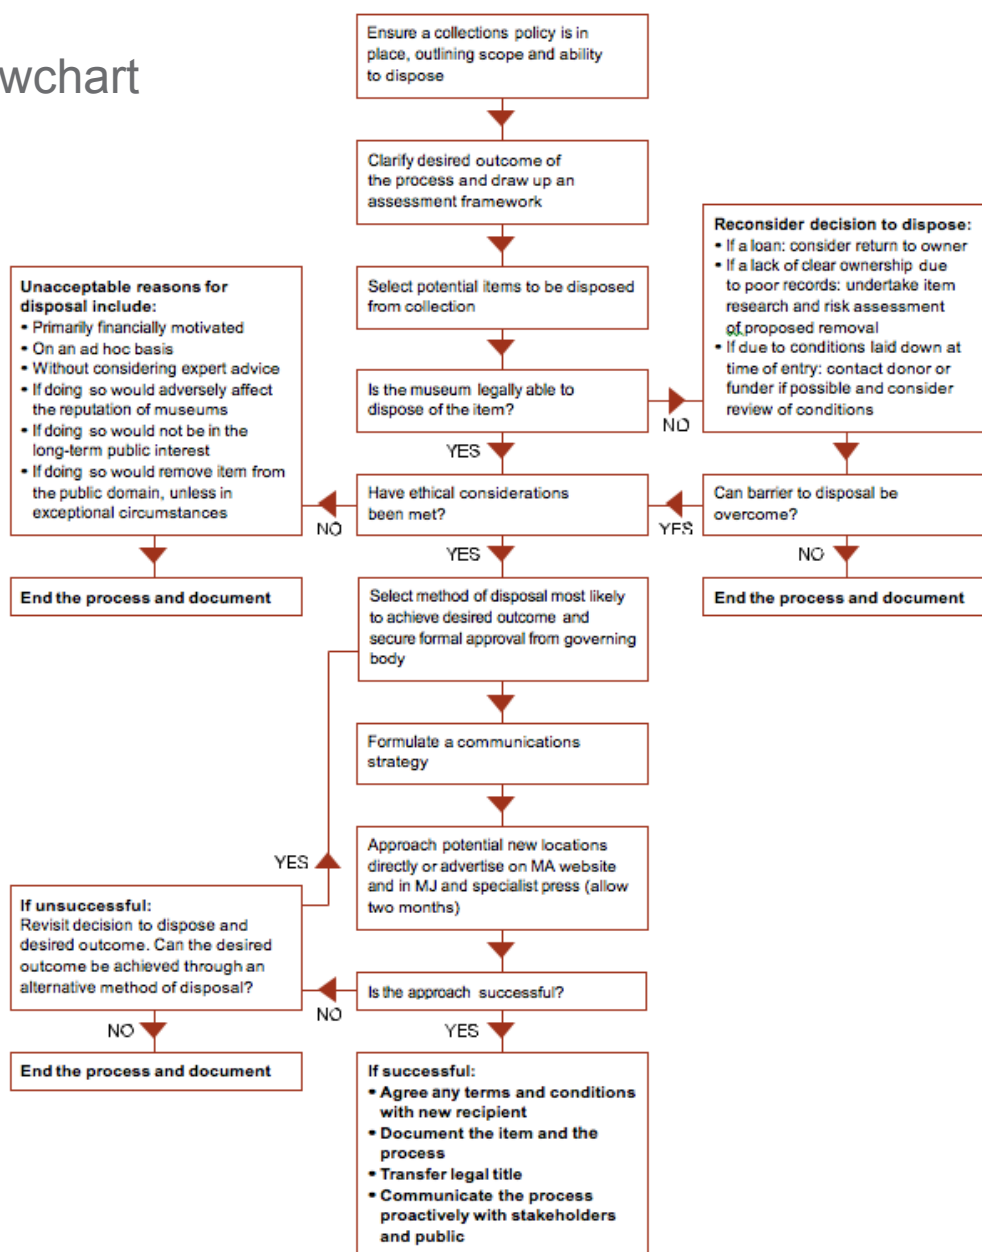 wchart
Ensure a collections policy is in
place, outlining scope and ability
to dispose
Clarify desired outcome of
the process and draw up an
assessment framework
Select potential items to be disposed
from collection
Is the museum legally able to
dispose of the item?
NO
YES
Reconsider decision to dispose:
• If a loan: consider return to owner
• If a lack of clear ownership due
to poor records: undertake item
research and risk assessment
of proposed removal
• If due to conditions laid down at
time of entry: contact donor or
funder if possible and consider
review of conditions
Can barrier to disposal be
overcome?
YES
NO
End the process and document
Have ethical considerations
been met?
NO
YES
Unacceptable reasons for
disposal include:
• Primarily financially motivated
• On an ad hoc basis
• Without considering expert advice
• If doing so would adversely affect
the reputation of museums
• If doing so would not be in the
long-term public interest
• If doing so would remove item from
the public domain, unless in
exceptional circumstances
End the process and document
Select method of disposal most likely
to achieve desired outcome and
secure formal approval from governing
body
Formulate a communications
strategy
Approach potential new locations
directly or advertise on MA website
and in MJ and specialist press (allow
two months)
Is the approach successful?
NO
YES
If unsuccessful:
Revisit decision to dispose and
desired outcome. Can the desired
outcome be achieved through an
alternative method of disposal?
YES
NO
End the process and document
If successful:
• Agree any terms and conditions
with new recipient
• Document the item and the
process
• Transfer legal title
• Communicate the process
proactively with stakeholders
and public